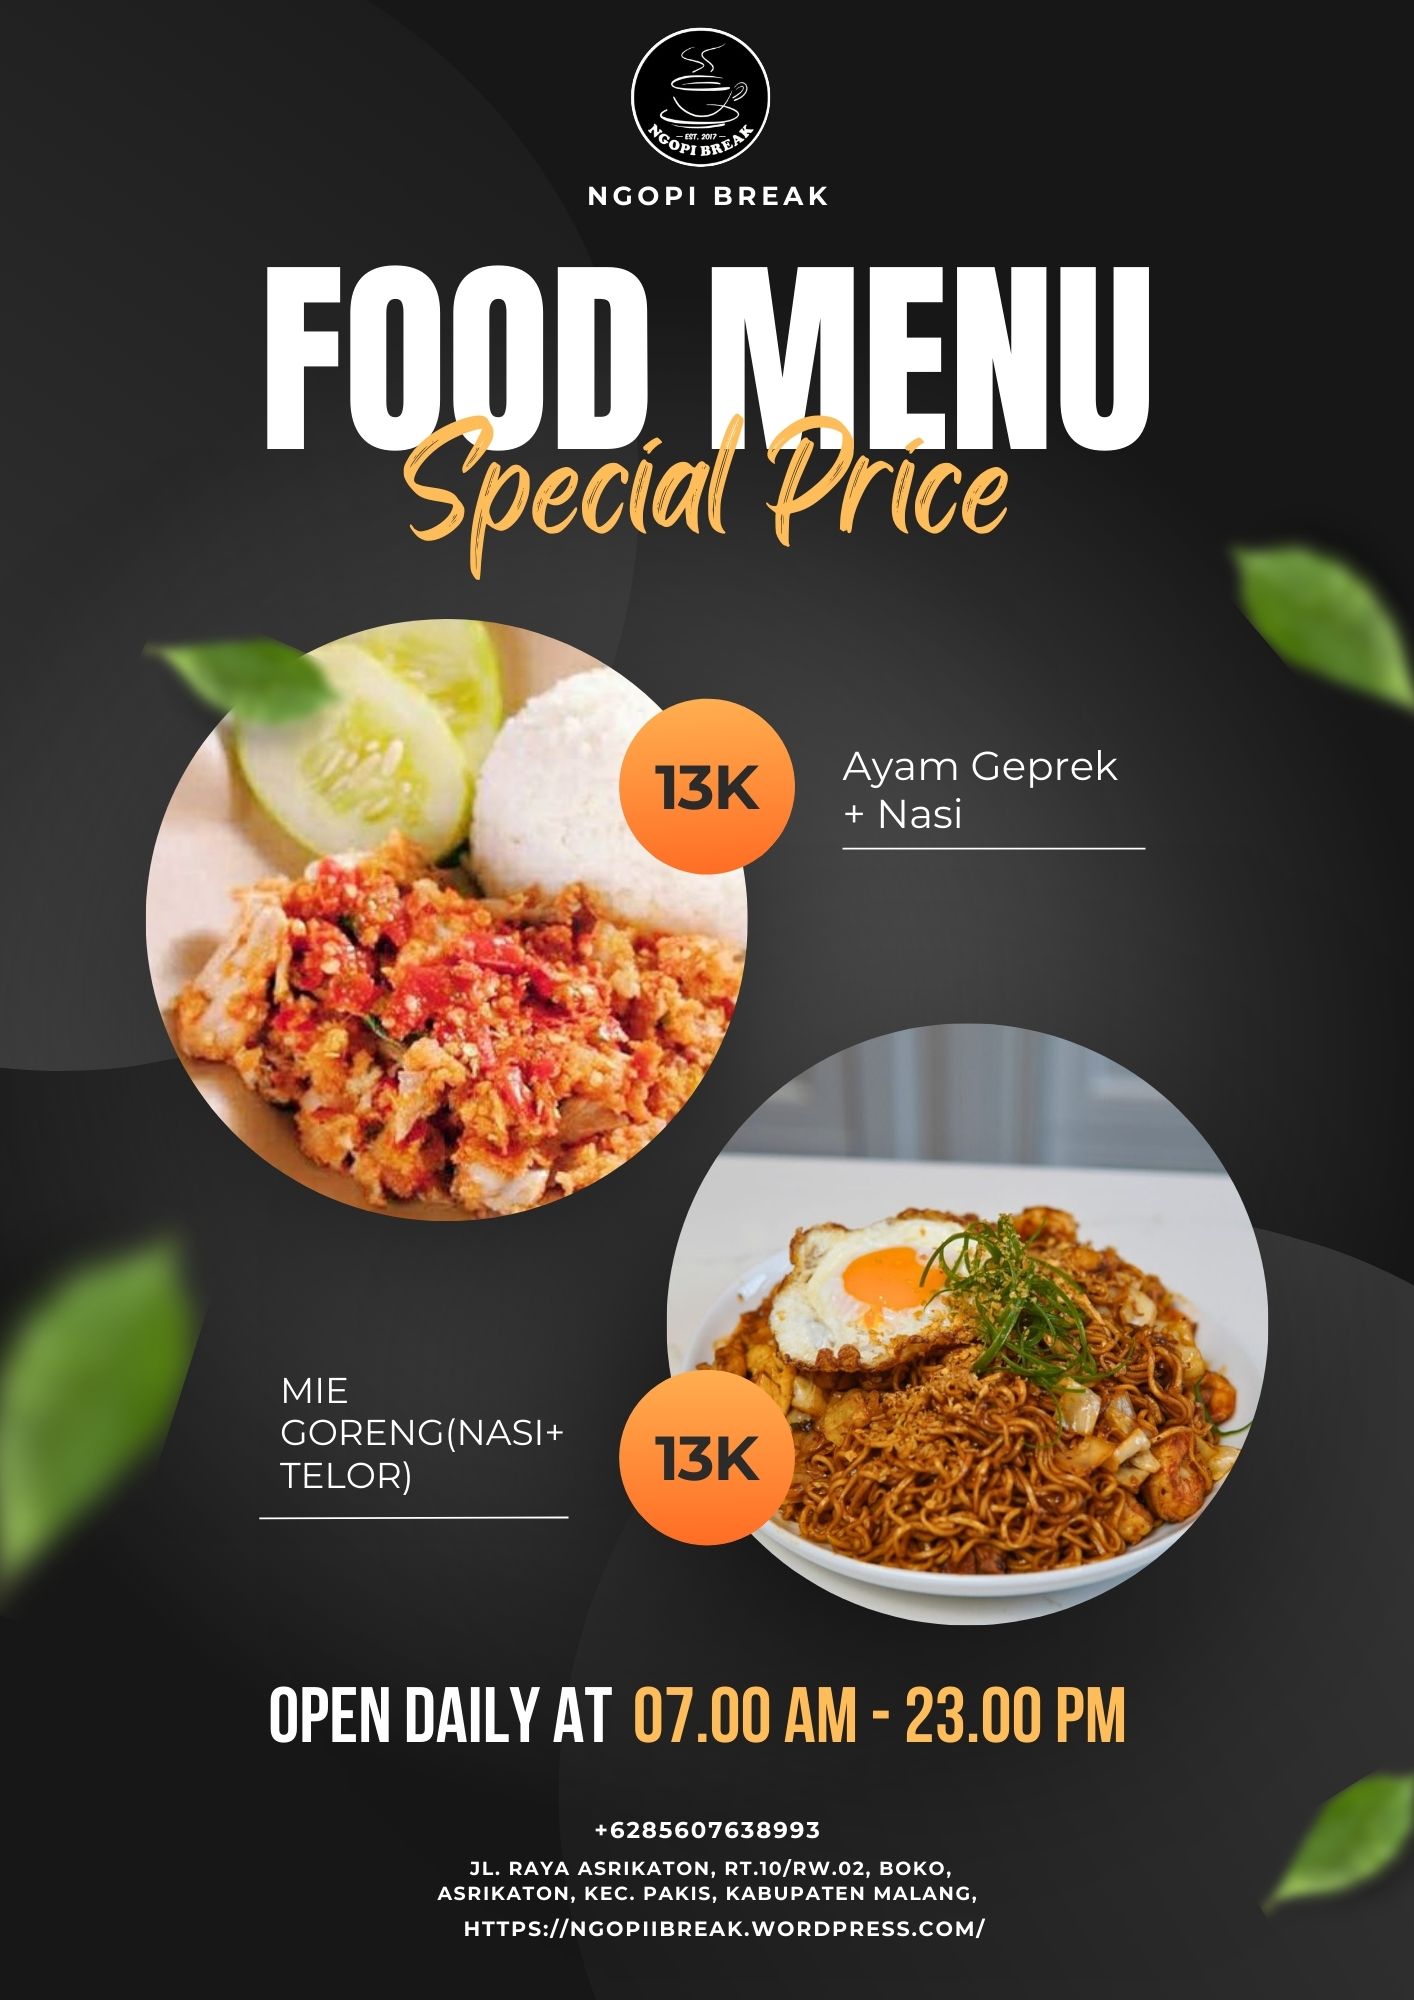 EST. 2017
NGOPI BREAK
NGOPI BREAK
FOOD MENU
Special Price
13K
Ayam Geprek
+ Nasi
MIE
GORENG(NASI+
TELOR)
13K
OPEN DAILY AT 07.00 AM - 23.00 PM
+6285607638993
JL. RAYA ASRIKATON, RT.10/RW.02, BOKO,
ASRIKATON, KEC. PAKIS, KABUPATEN MALANG,
HTTPS://NGOPIIBREAK.WORDPRESS.COM/